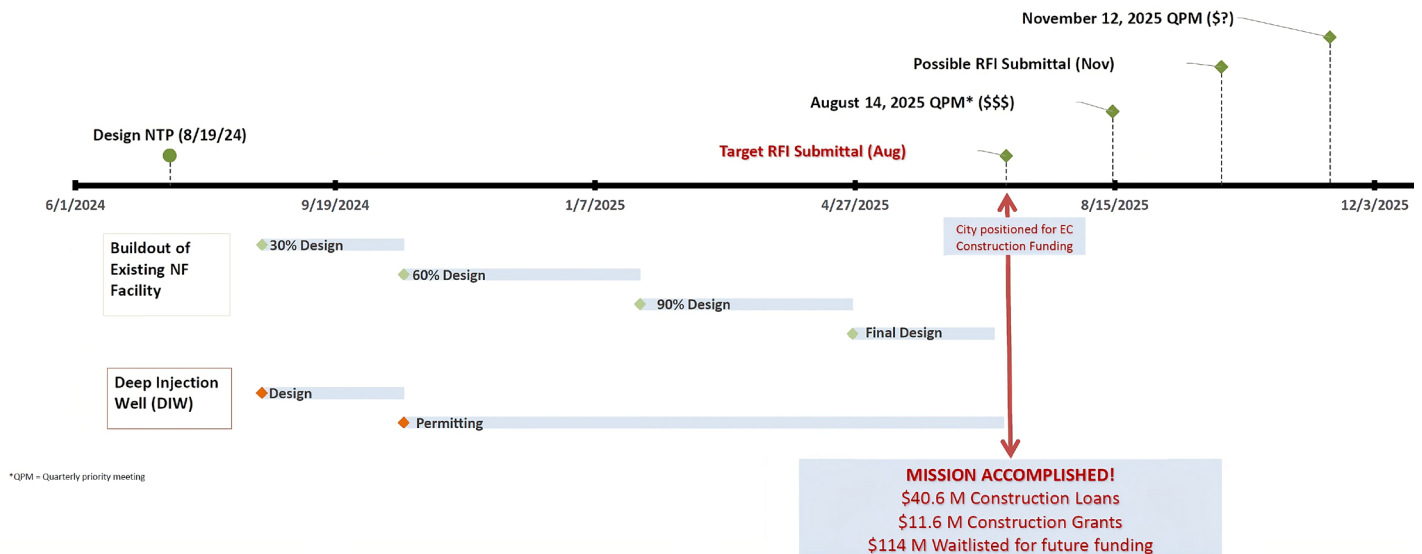 November 12, 2025 QPM ($?)
Possible RFI Submittal (Nov)
August 14, 2025 QPM* ($$$)
Design NTP (8/19/24)
Target RFI Submittal (Aug)
6/1/2024
9/19/2024
1/7/2025
4/27/2025
8/15/2025
12/3/2025
City positioned for EC
Construction Funding
Buildout of
Existing NF
Facility
30% Design
60% Design
90% Design
Final Design
Deep Injection
Well (DIW)
Design
Permitting
*QPM = Quarterly priority meeting
MISSION ACCOMPLISHED!
$40.6 M Construction Loans
$11.6 M Construction Grants
$114 M Waitlisted for future funding